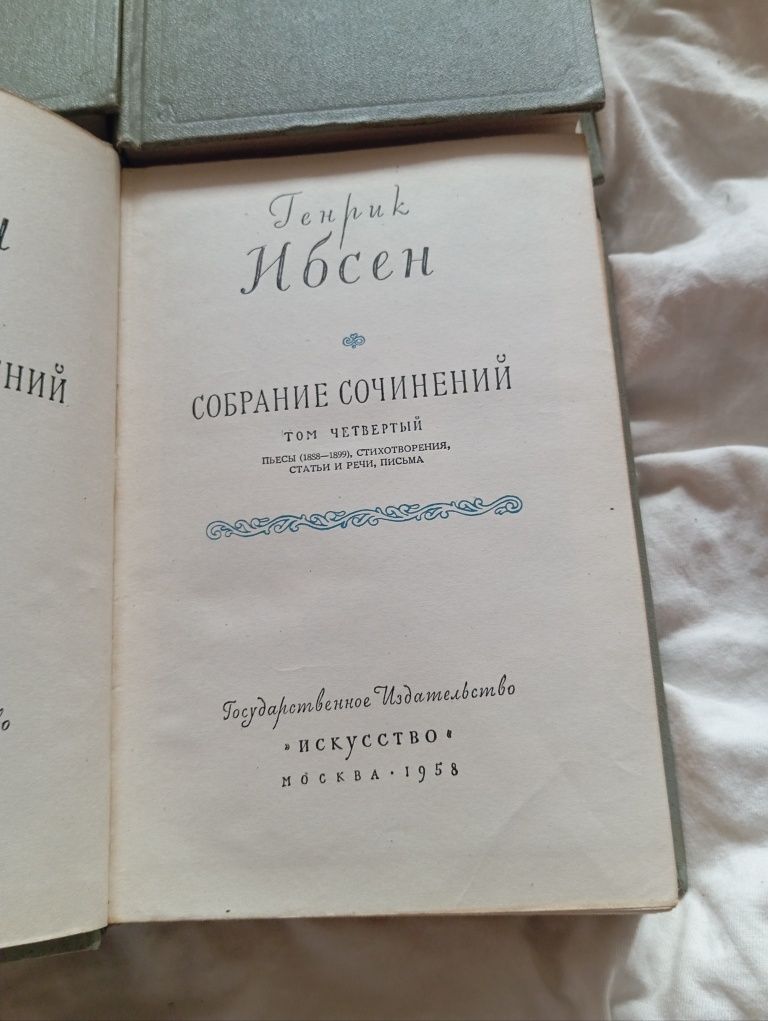 Генрик
Ибсен
СОБРАНИЕ СОЧИНЕНИЙ
ТОМ ЧЕТВЕРТЫЙ
ПЬЕСЫ (1888—1899), СТИХОТВОРЕНИЯ,
СТАТЬИ И РЕЧИ, ПИСЬМА
Государственное Издательство
»ИСКУССТВО«
МОСКВА · 1958